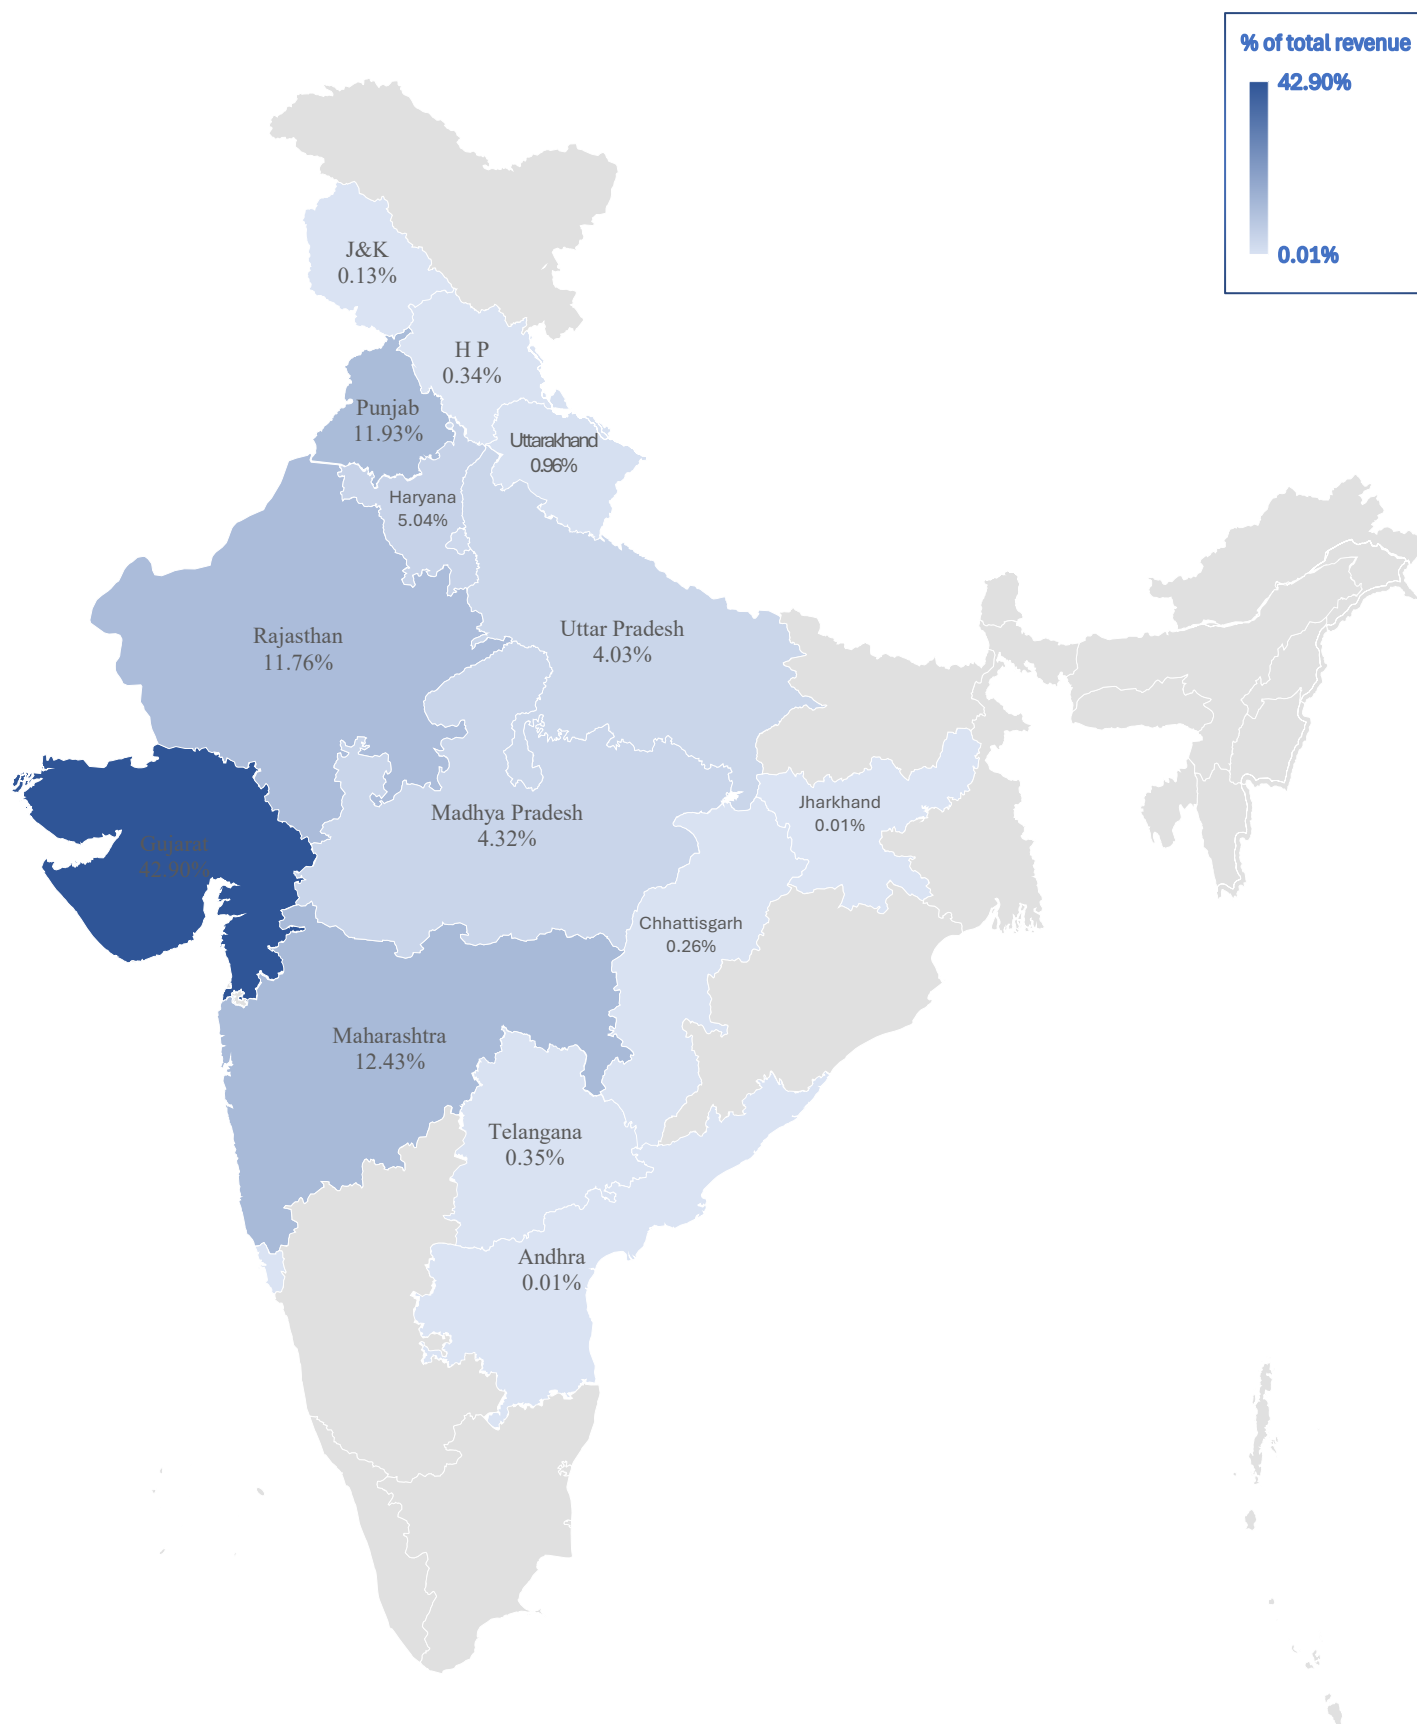 % of total revenue
42.90%
0.01%
J&K
0.13%
H P
0.34%
Punjab
11.93%
Uttarakhand
0.96%
Haryana
5.04%
Rajasthan
11.76%
Uttar Pradesh
4.03%
Madhya Pradesh
4.32%
Jharkhand
0.01%
Gujarat
42.90%
Chhattisgarh
0.26%
Maharashtra
12.43%
Telangana
0.35%
Andhra
0.01%